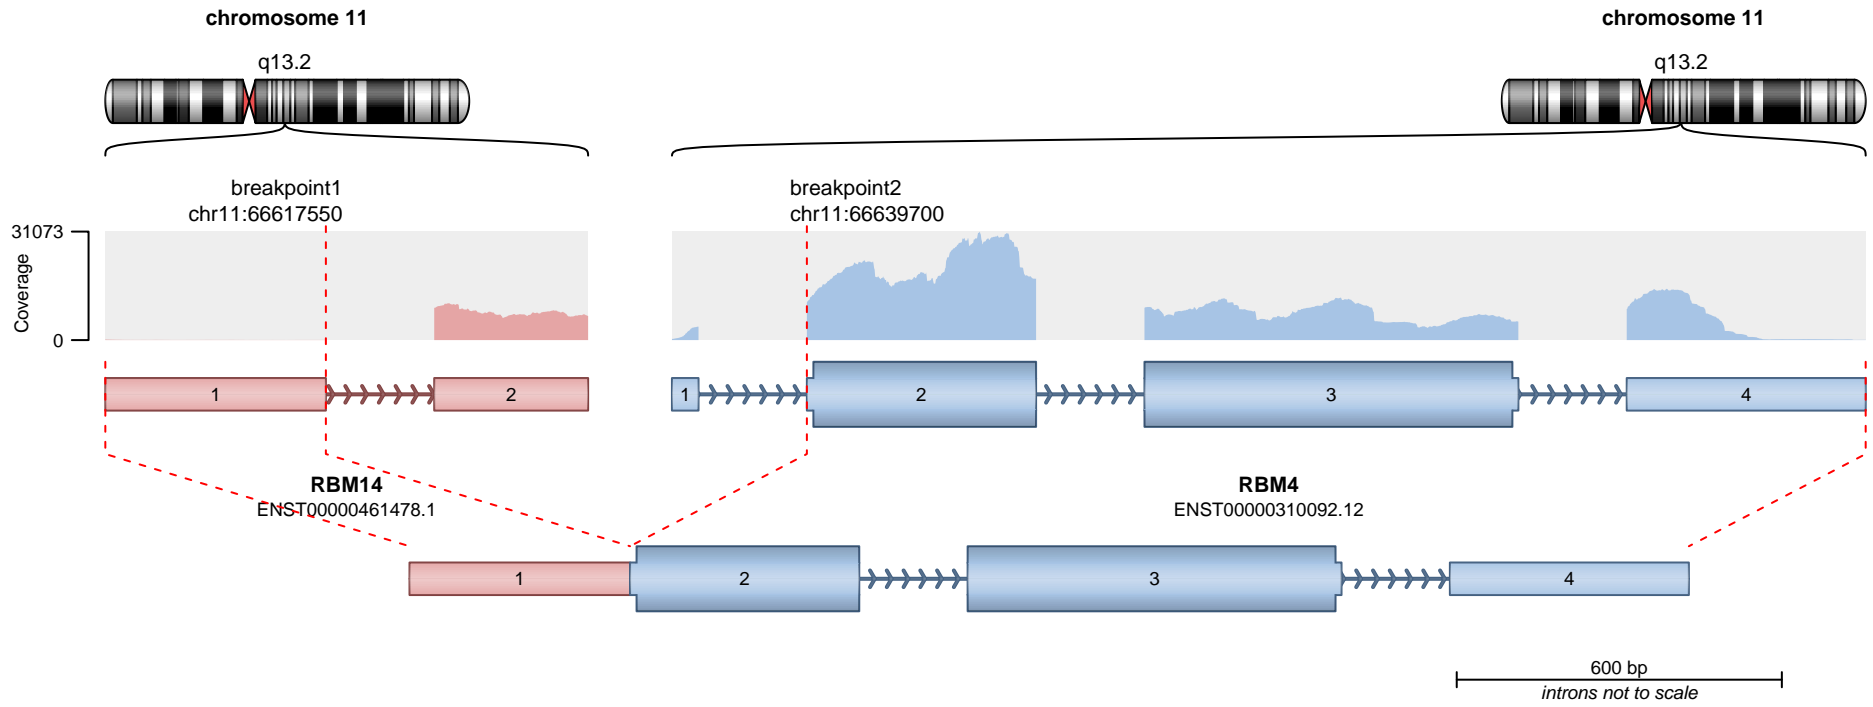 chromosome 11
chromosome 11
q13.2
q13.2
breakpoint1
chr11:66617550
breakpoint2
chr11:66639700
31073
Coverage
0
1
2
1
2
3
4
RBM14
ENST00000461478.1
RBM4
ENST00000310092.12
1
2
3
4
600 bp
introns not to scale